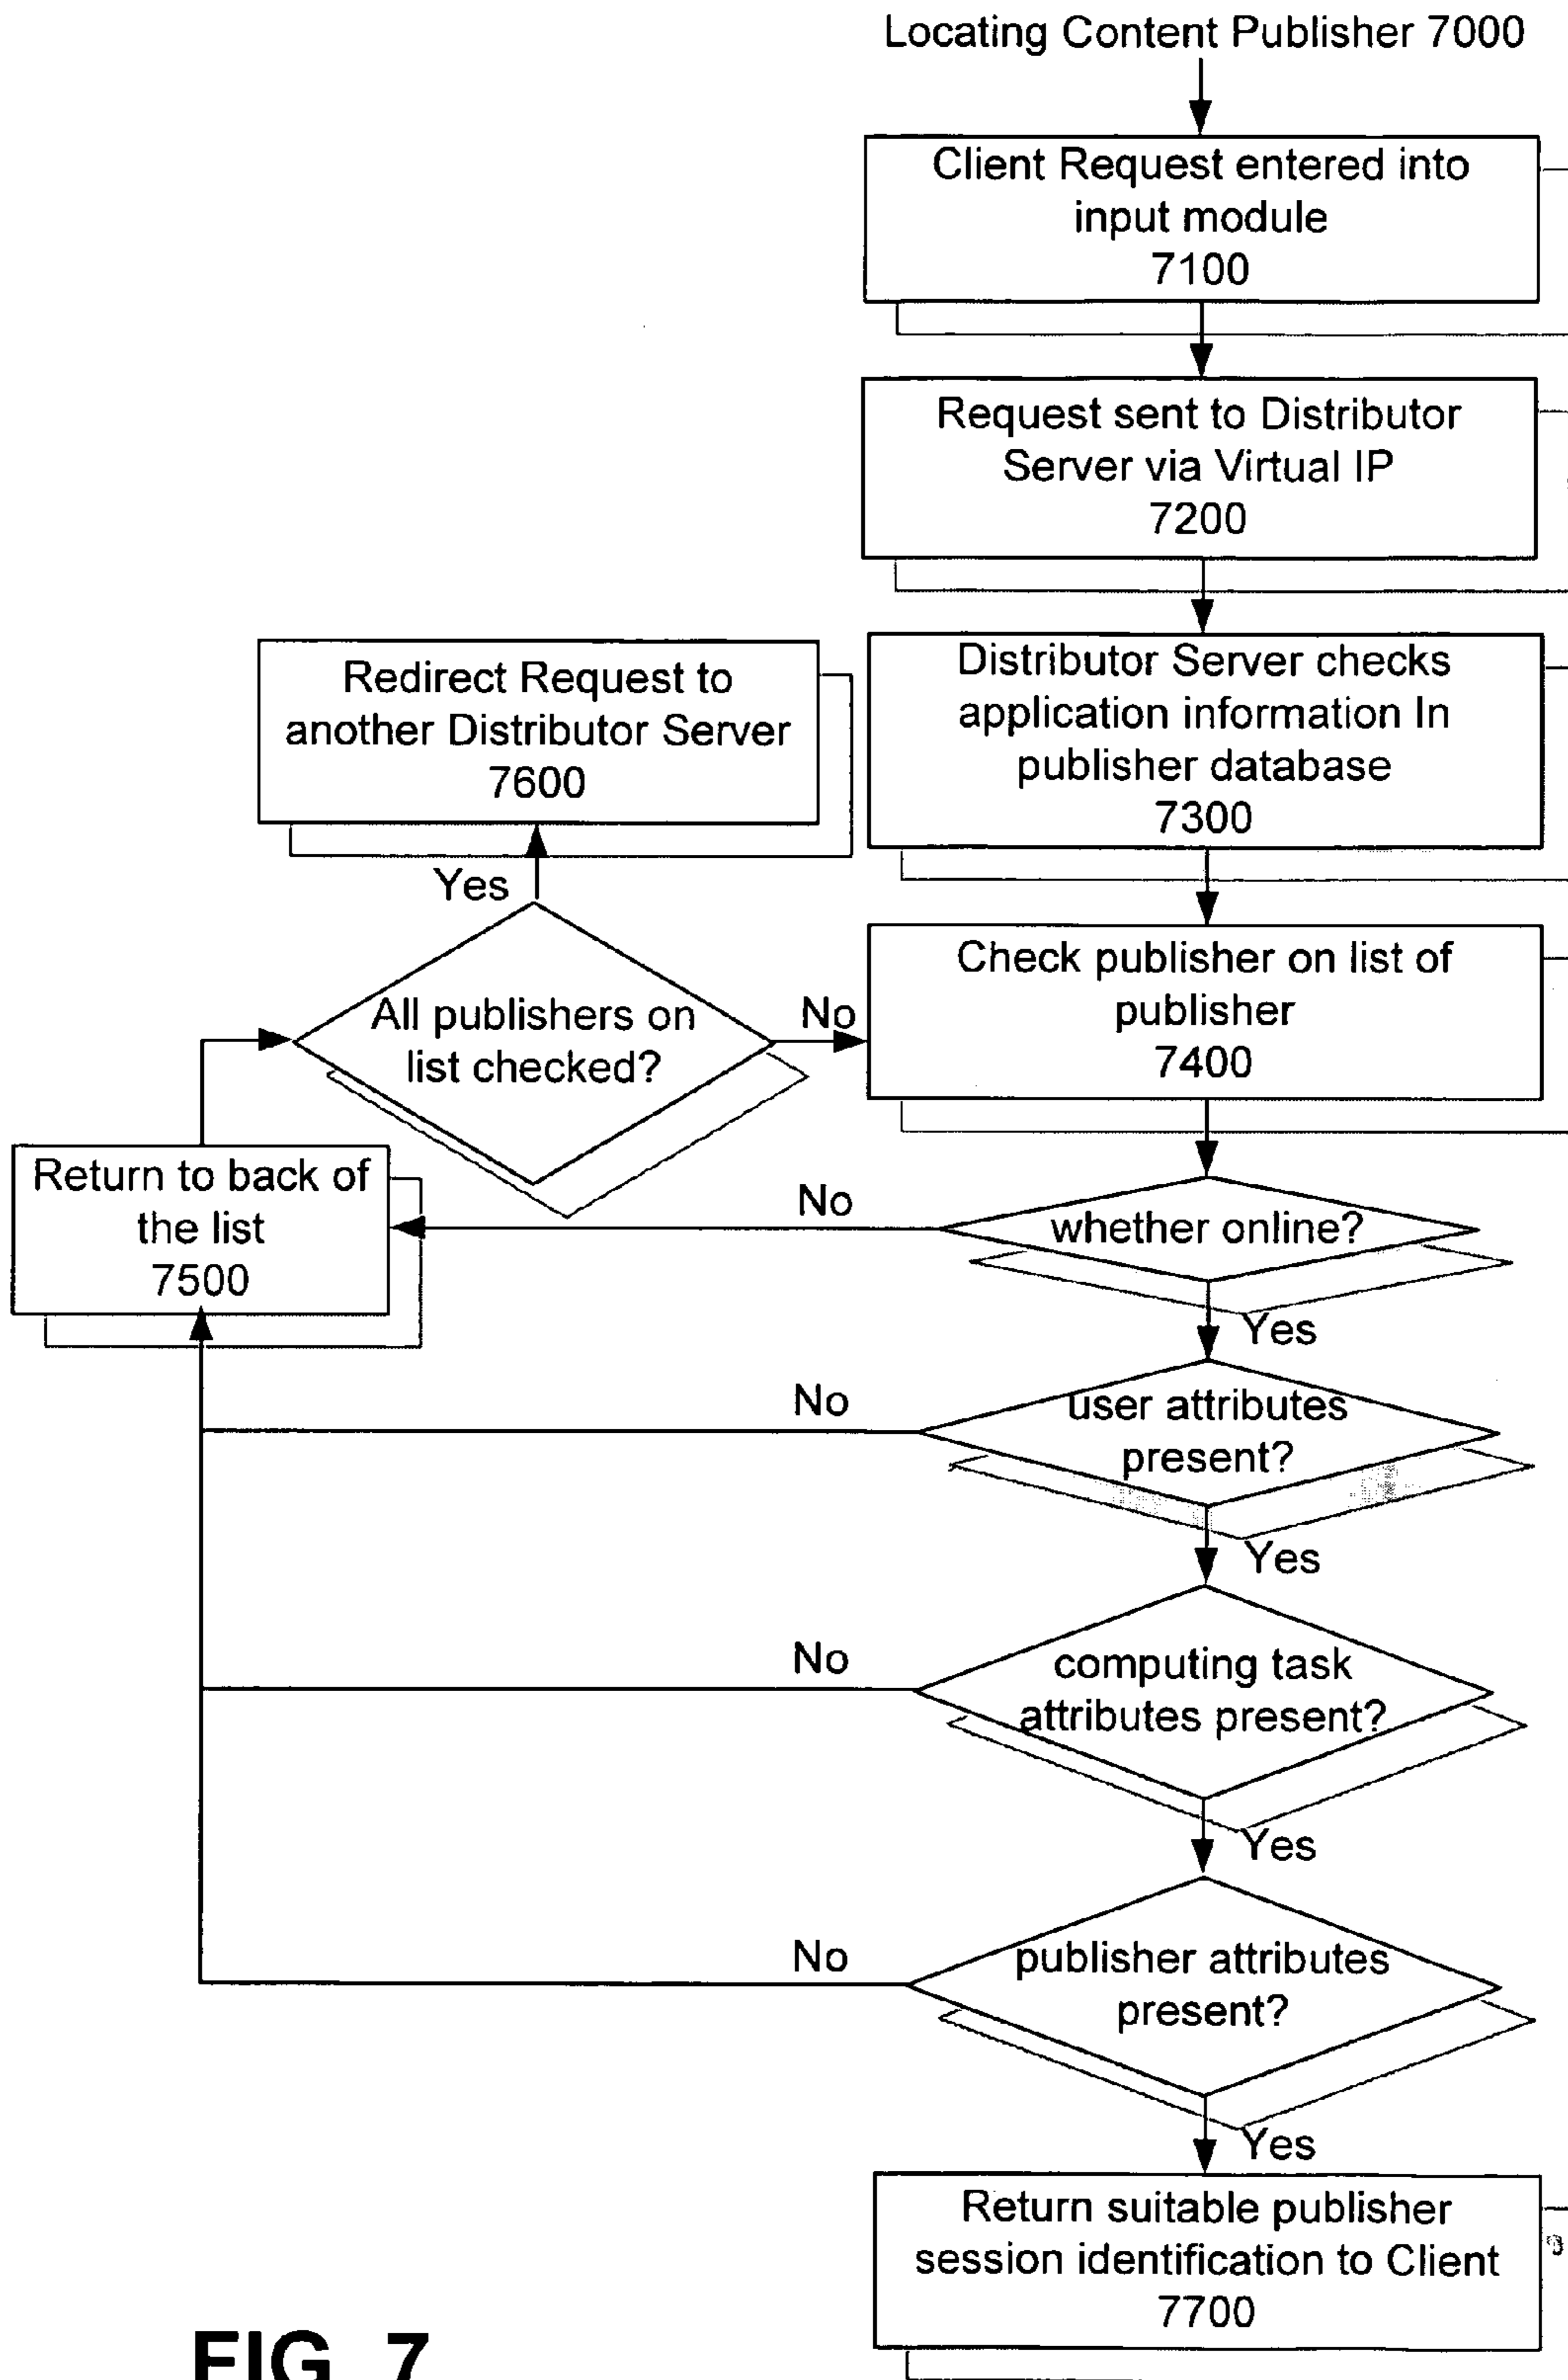 Locating Content Publisher 7000
Client Request entered into
input module
7100
Request sent to Distributor
Server via Virtual IP
7200
Distributor Server checks
application information In
publisher database
7300
Redirect Request to
another Distributor Server
7600
Yes
All publishers on
list checked?
No
Check publisher on list of
publisher
7400
Return to back of
the list
7500
No
whether online?
Yes
No
user attributes
present?
Yes
No
computing task
attributes present?
Yes
No
publisher attributes
present?
Yes
Return suitable publisher
session identification to Client
7700
FIG. 7